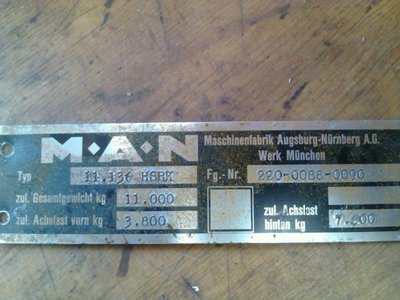 M·A·N
Maschinenfabrik Augsburg-Nürnberg A.G.
Werk München
Typ 11.136 HSRK Fg.-Nr. 220-0088-0090
zul. Gesamtgewicht kg 11.000
zul. Achslast vorn kg 3.800
zul. Achslast
hinten kg 7.600